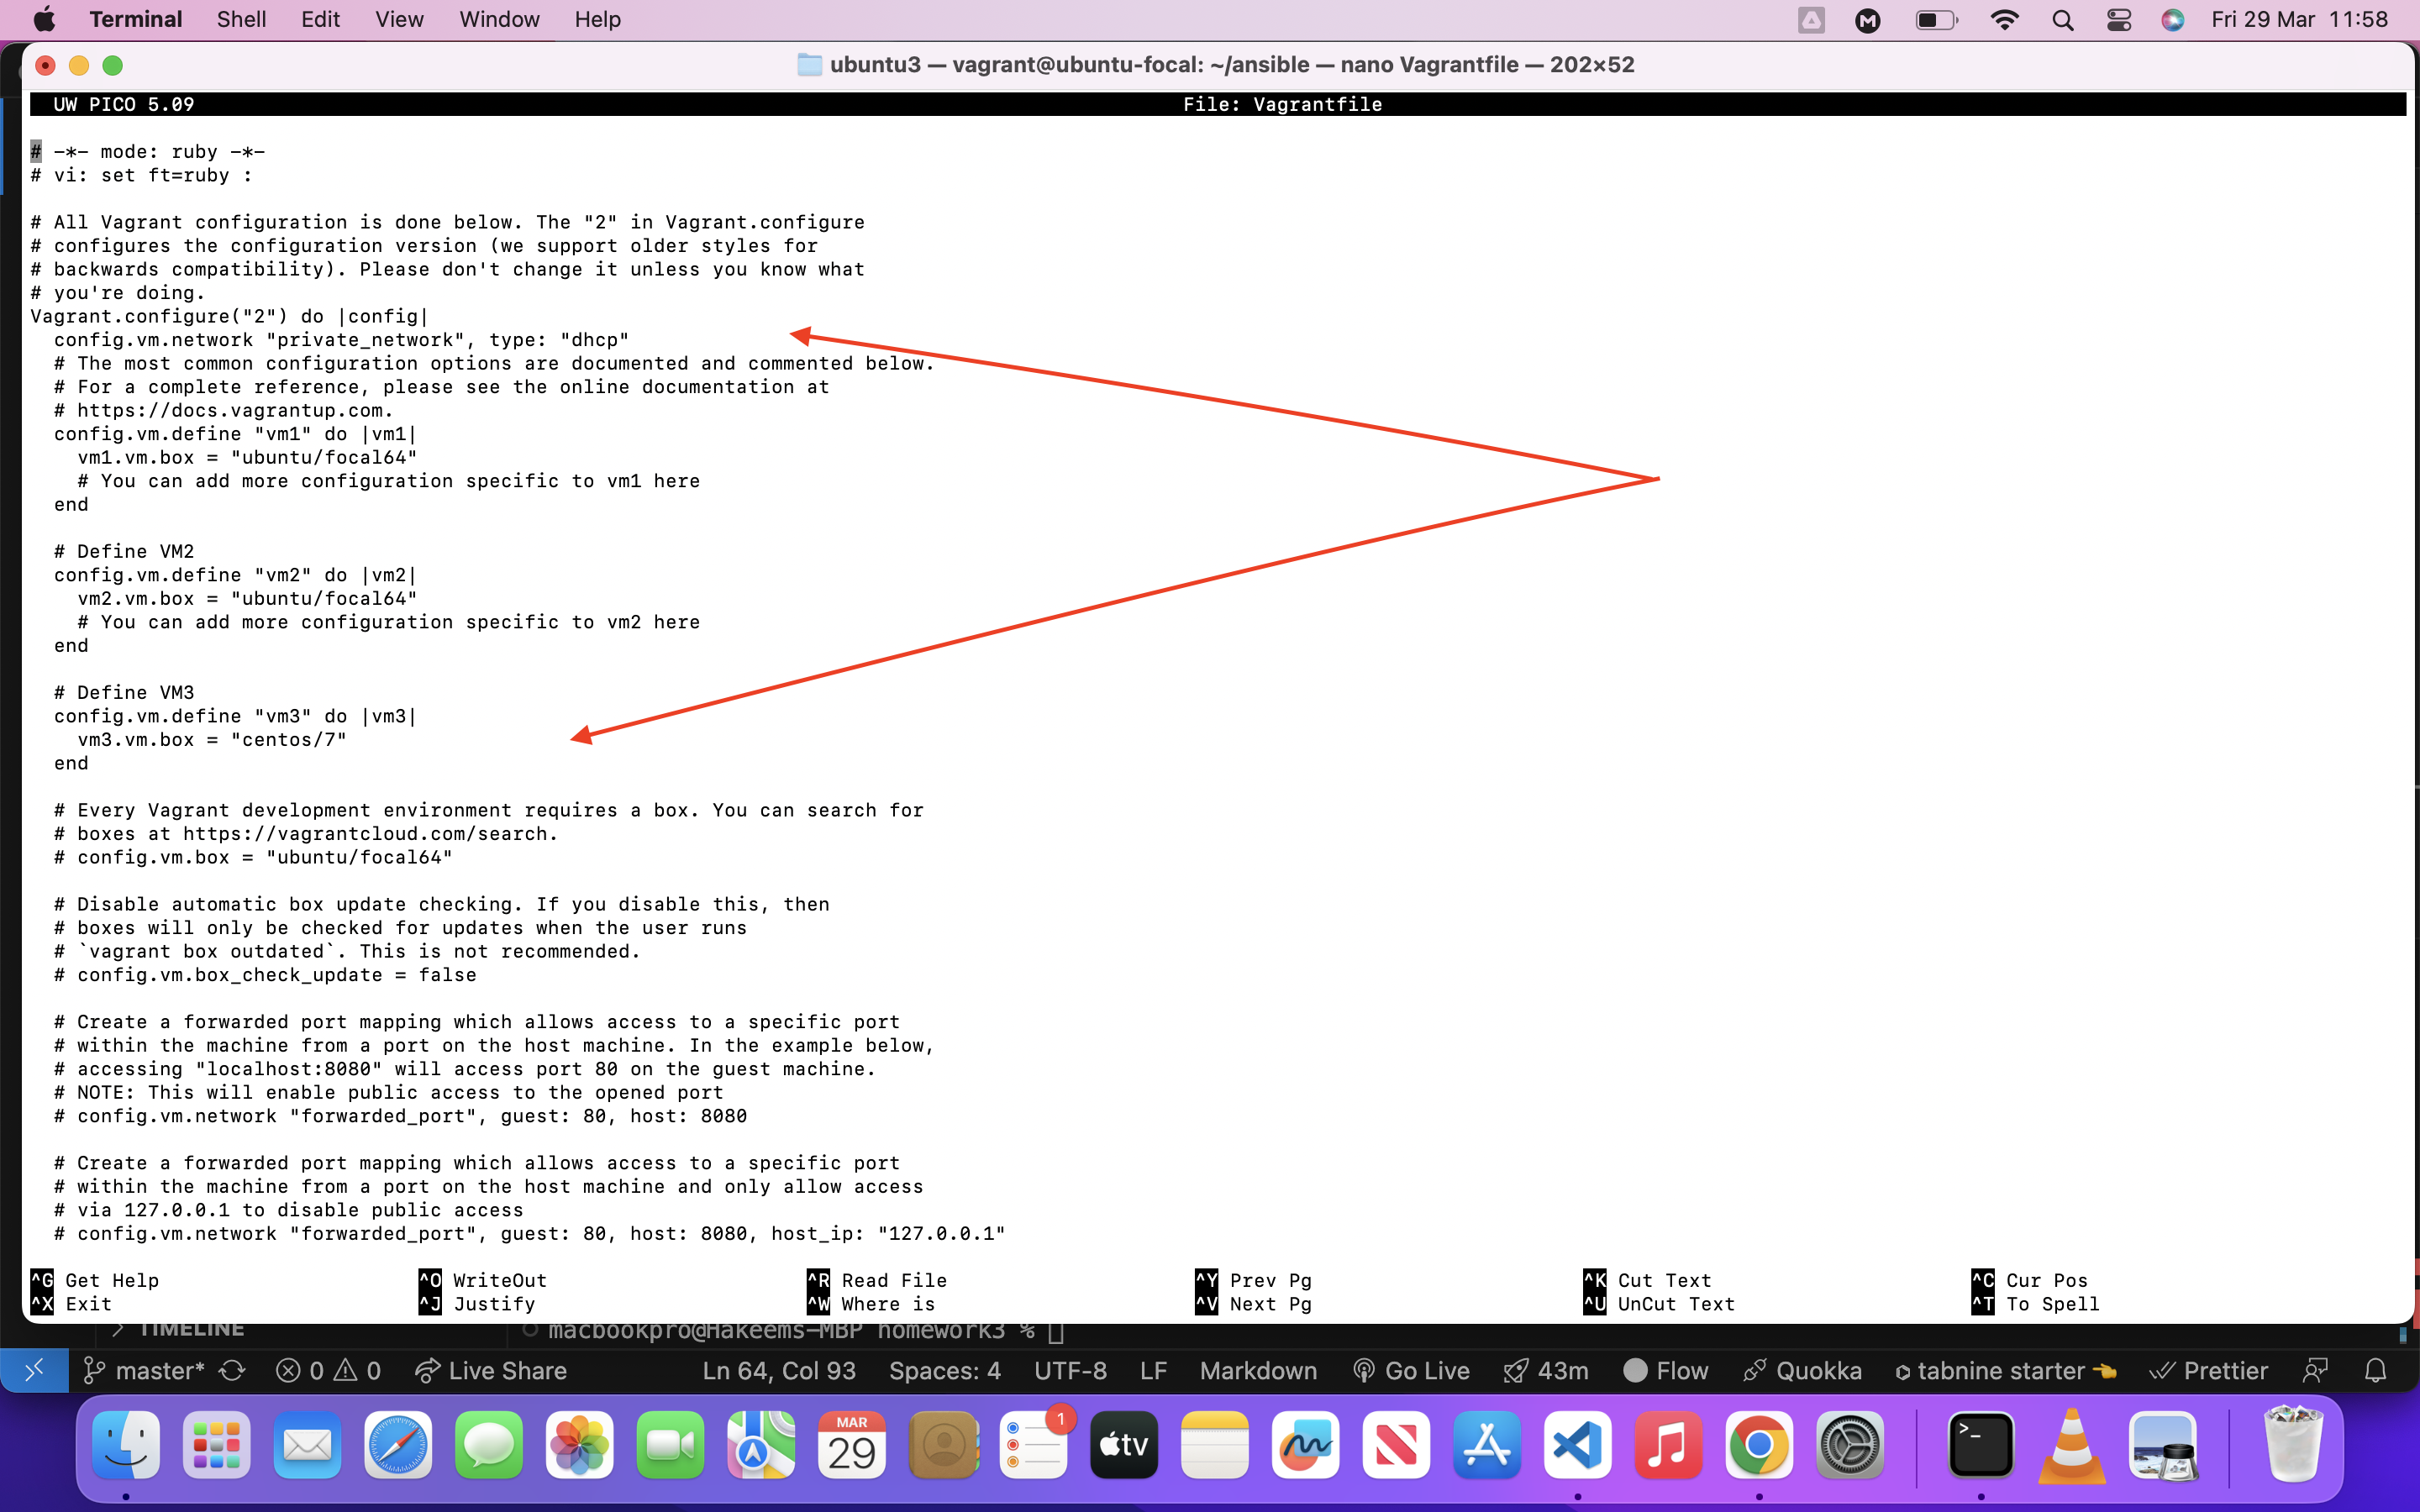 Terminal Shell Edit View Window Help Fri 29 Mar 11:58
ubuntu3 — vagrant@ubuntu-focal: ~/ansible — nano Vagrantfile — 202×52
UW PICO 5.09 File: Vagrantfile
# -*- mode: ruby -*-
# vi: set ft=ruby :
# All Vagrant configuration is done below. The "2" in Vagrant.configure
# configures the configuration version (we support older styles for
# backwards compatibility). Please don't change it unless you know what
# you're doing.
Vagrant.configure("2") do |config|
config.vm.network "private_network", type: "dhcp"
# The most common configuration options are documented and commented below.
# For a complete reference, please see the online documentation at
# https://docs.vagrantup.com.
config.vm.define "vm1" do |vm1|
vm1.vm.box = "ubuntu/focal64"
# You can add more configuration specific to vm1 here
end
# Define VM2
config.vm.define "vm2" do |vm2|
vm2.vm.box = "ubuntu/focal64"
# You can add more configuration specific to vm2 here
end
# Define VM3
config.vm.define "vm3" do |vm3|
vm3.vm.box = "centos/7"
end
# Every Vagrant development environment requires a box. You can search for
# boxes at https://vagrantcloud.com/search.
# config.vm.box = "ubuntu/focal64"
# Disable automatic box update checking. If you disable this, then
# boxes will only be checked for updates when the user runs
# `vagrant box outdated`. This is not recommended.
# config.vm.box_check_update = false
# Create a forwarded port mapping which allows access to a specific port
# within the machine from a port on the host machine. In the example below,
# accessing "localhost:8080" will access port 80 on the guest machine.
# NOTE: This will enable public access to the opened port
# config.vm.network "forwarded_port", guest: 80, host: 8080
# Create a forwarded port mapping which allows access to a specific port
# within the machine from a port on the host machine and only allow access
# via 127.0.0.1 to disable public access
# config.vm.network "forwarded_port", guest: 80, host: 8080, host_ip: "127.0.0.1"
^G Get Help ^O WriteOut ^R Read File ^Y Prev Pg ^K Cut Text ^C Cur Pos
^X Exit ^J Justify ^W Where is ^V Next Pg ^U UnCut Text ^T To Spell
TIMELINE macbookpro@Hakeems-MBP homework3 %
master* 0 0 Live Share Ln 64, Col 93 Spaces: 4 UTF-8 LF Markdown Go Live 43m Flow Quokka tabnine starter Prettier
MAR
29
1
tv
>_